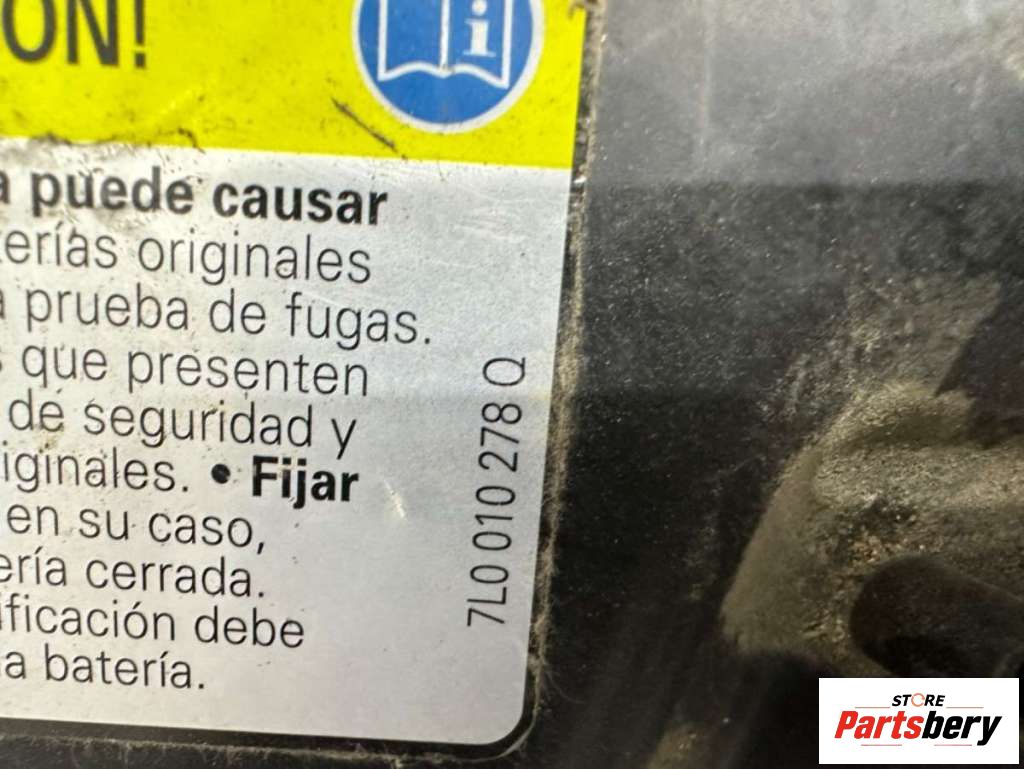 ON!
i
a puede causar
erías originales
a prueba de fugas.
que presenten
de seguridad y
iginales. • Fijar
en su caso,
ería cerrada.
ificación debe
a batería.
7L0 010 278 Q
STORE
Partsbery